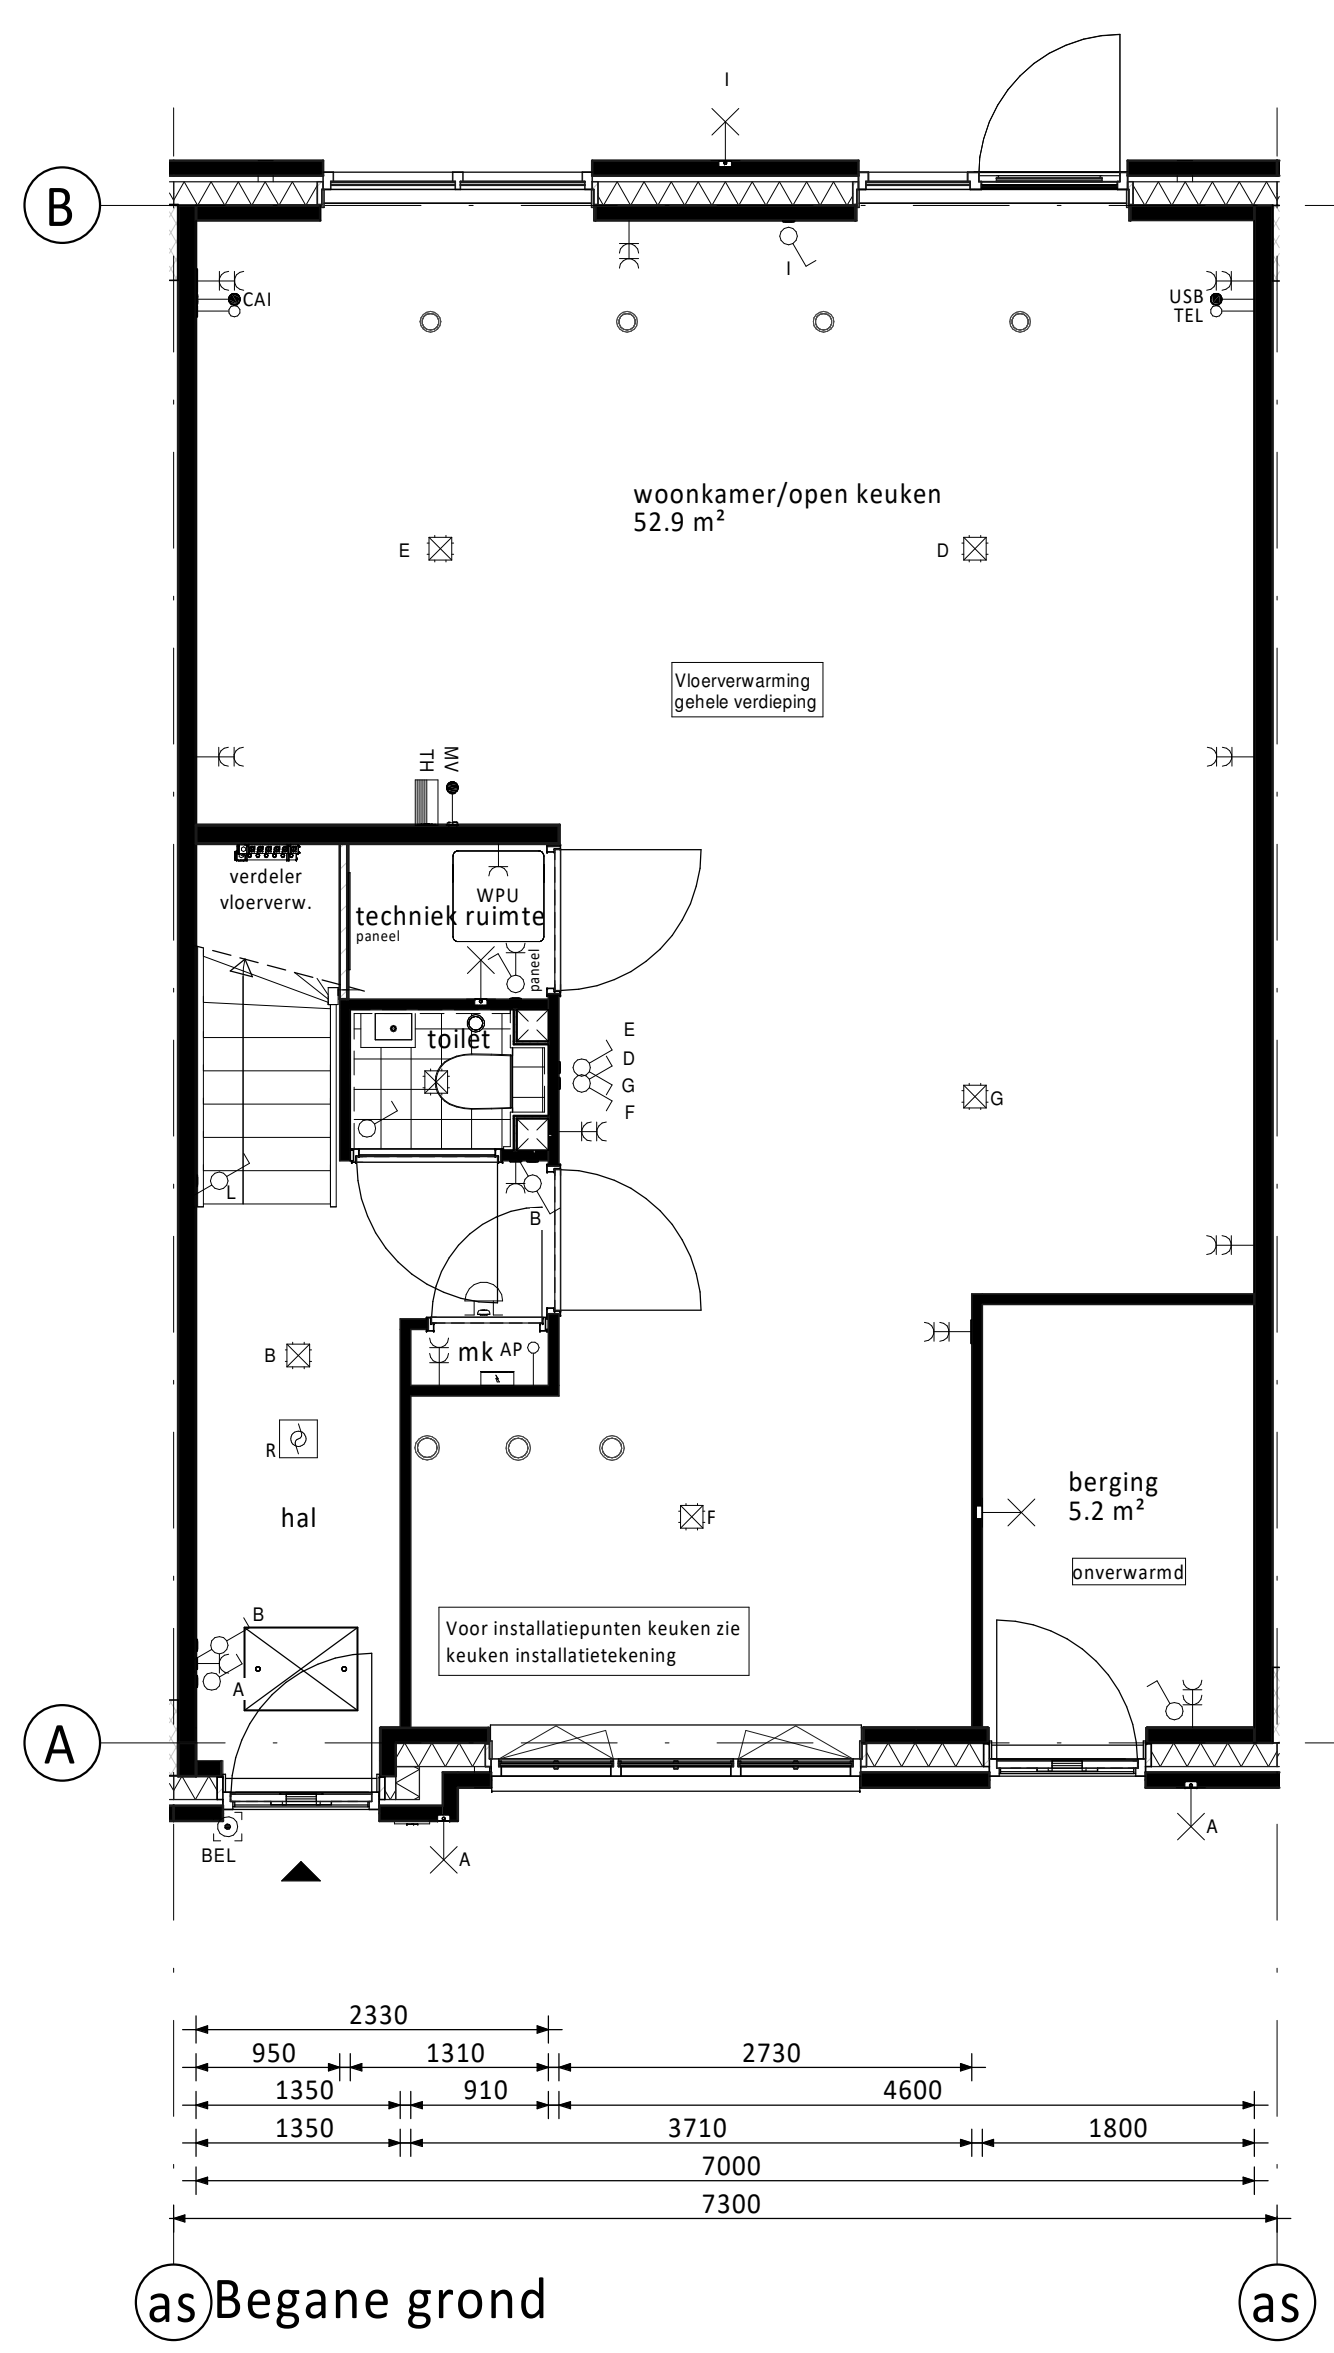 I
B
I
CAI
USB
TEL
woonkamer/open keuken
52.9 m²
E
D
Vloerverwarming
gehele verdieping
TH
MV
verdeler
vloerverw.
WPU
techniek ruimte
paneel
paneel
toilet
E
D
G
F
G
L
B
B
mk
AP
R
hal
F
berging
5.2 m²
onverwarmd
B
A
Voor installatiepunten keuken zie
keuken installatietekening
A
BEL
A
A
2330
950
1310
2730
1350
910
4600
1350
3710
1800
7000
7300
as
Begane grond
as